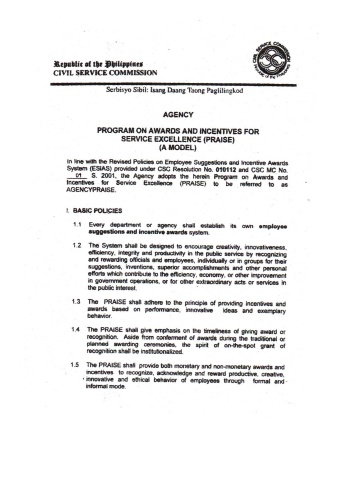 Republic of the Philippines
CIVIL SERVICE COMMISSION
Serbisyo Sibil: Isang Daang Taong Paglilingkod
AGENCY
PROGRAM ON AWARDS AND INCENTIVES FOR
SERVICE EXCELLENCE (PRAISE)
(A MODEL)
In line with the Revised Policies on Employee Suggestions and Incentive Awards
System (ESIAS) provided under CSC Resolution No. 010112 and CSC MC No.
01 S. 2001, the Agency adopts the herein Program on Awards and
Incentives for Service Excellence (PRAISE) to be referred to as
AGENCYPRAISE.
I. BASIC POLICIES
1.1 Every department or agency shall establish its own employee
suggestions and incentive awards system.
1.2 The System shall be designed to encourage creativity, innovativeness,
efficiency, integrity and productivity in the public service by recognizing
and rewarding officials and employees, individually or in groups for their
suggestions, inventions, superior accomplishments and other personal
efforts which contribute to the efficiency, economy, or other improvement
in government operations, or for other extraordinary acts or services in
the public interest.
1.3 The PRAISE shall adhere to the principle of providing incentives and
awards based on performance, innovative ideas and exemplary
behavior.
1.4 The PRAISE shall give emphasis on the timeliness of giving award or
recognition. Aside from conferment of awards during the traditional or
planned awarding ceremonies, the spirit of on-the-spot grant of
recognition shall be institutionalized.
1.5 The PRAISE shall provide both monetary and non-monetary awards and
incentives to recognize, acknowledge and reward productive, creative,
innovative and ethical behavior of employees through formal and
informal mode.